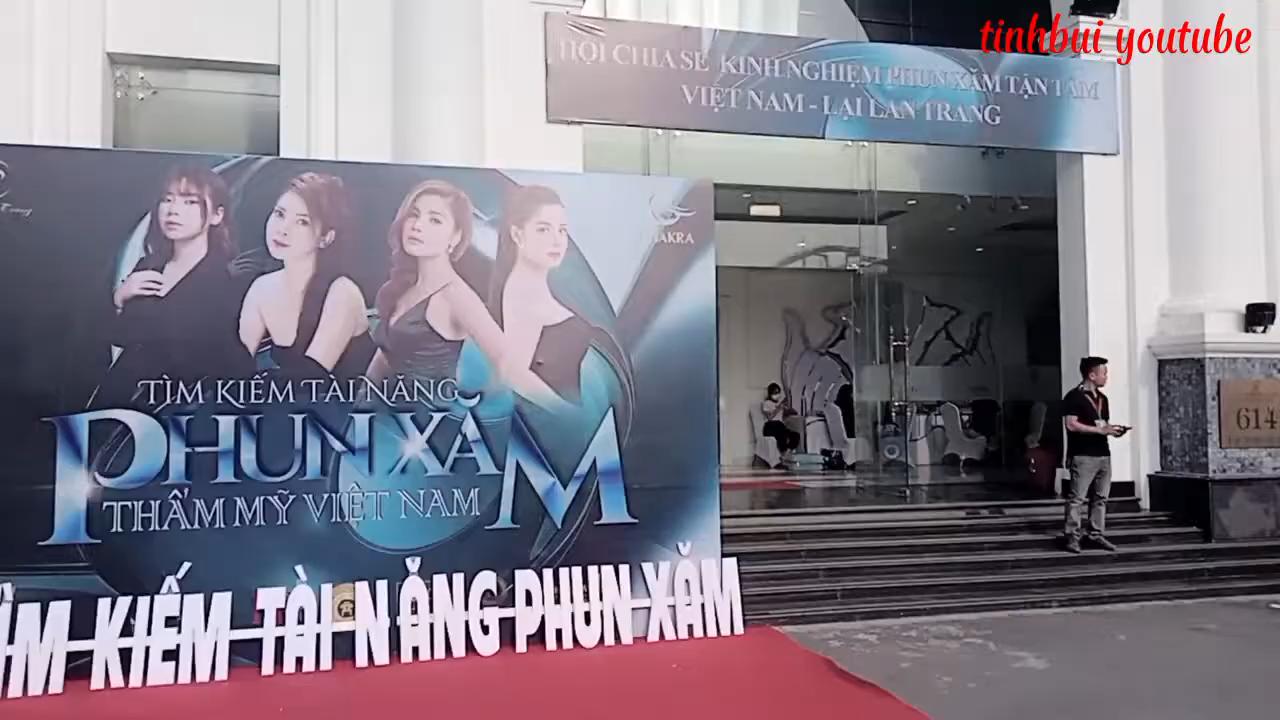 tinhbui youtube
HỘI CHIA SẺ KINH NGHIỆM PHUN XĂM TẬN TÂM
VIỆT NAM - LẠI LAN TRANG
TÌM KIẾM TÀI NĂNG
PHUN XĂM
THẨM MỸ VIỆT NAM
TÌM KIẾM TÀI NĂNG PHUN XĂM
614